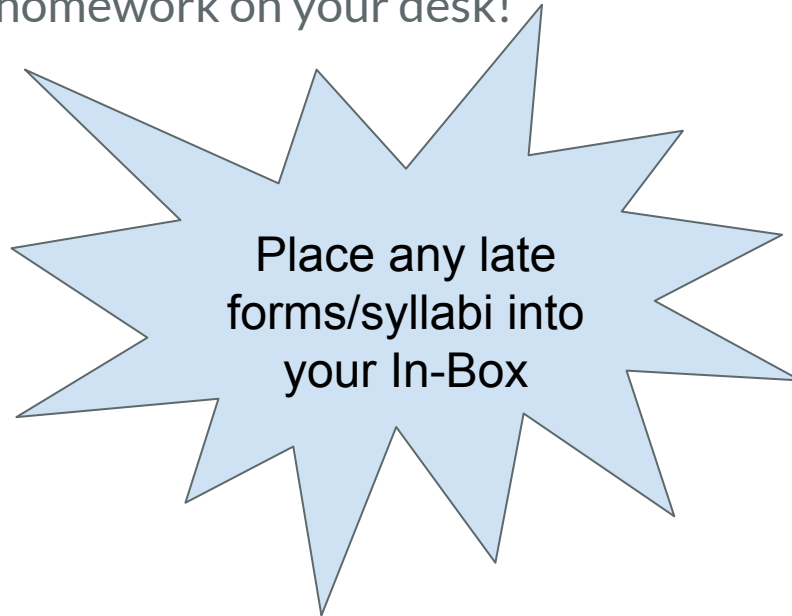 homework on your desk!
Place any late
forms/syllabi into
your In-Box